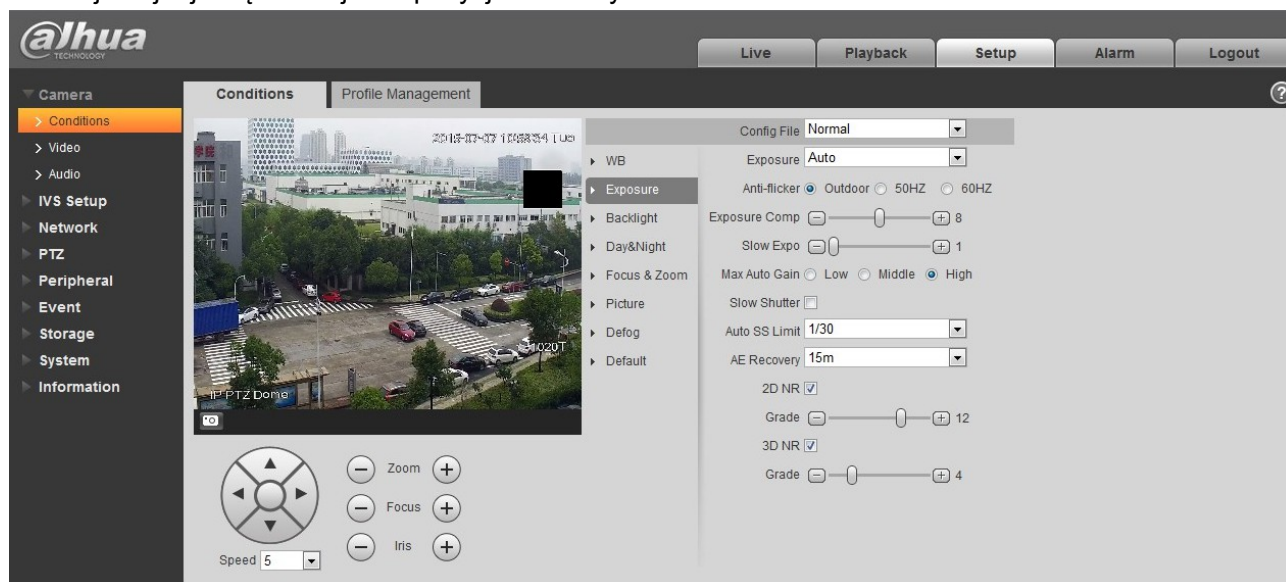 alhua
TECHNOLOGY
Live
Playback
Setup
Alarm
Logout
Camera
Conditions
Video
Audio
IVS Setup
Network
PTZ
Peripheral
Event
Storage
System
Information
Conditions
Profile Management
?
IP PTZ Dome
Speed 5
Zoom
Focus
Iris
WB
Exposure
Backlight
Day&Night
Focus & Zoom
Picture
Defog
Default
Config File Normal
Exposure Auto
Anti-flicker Outdoor 50HZ 60HZ
Exposure Comp 8
Slow Expo 1
Max Auto Gain Low Middle High
Slow Shutter
Auto SS Limit 1/30
AE Recovery 15m
2D NR
Grade 12
3D NR
Grade 4